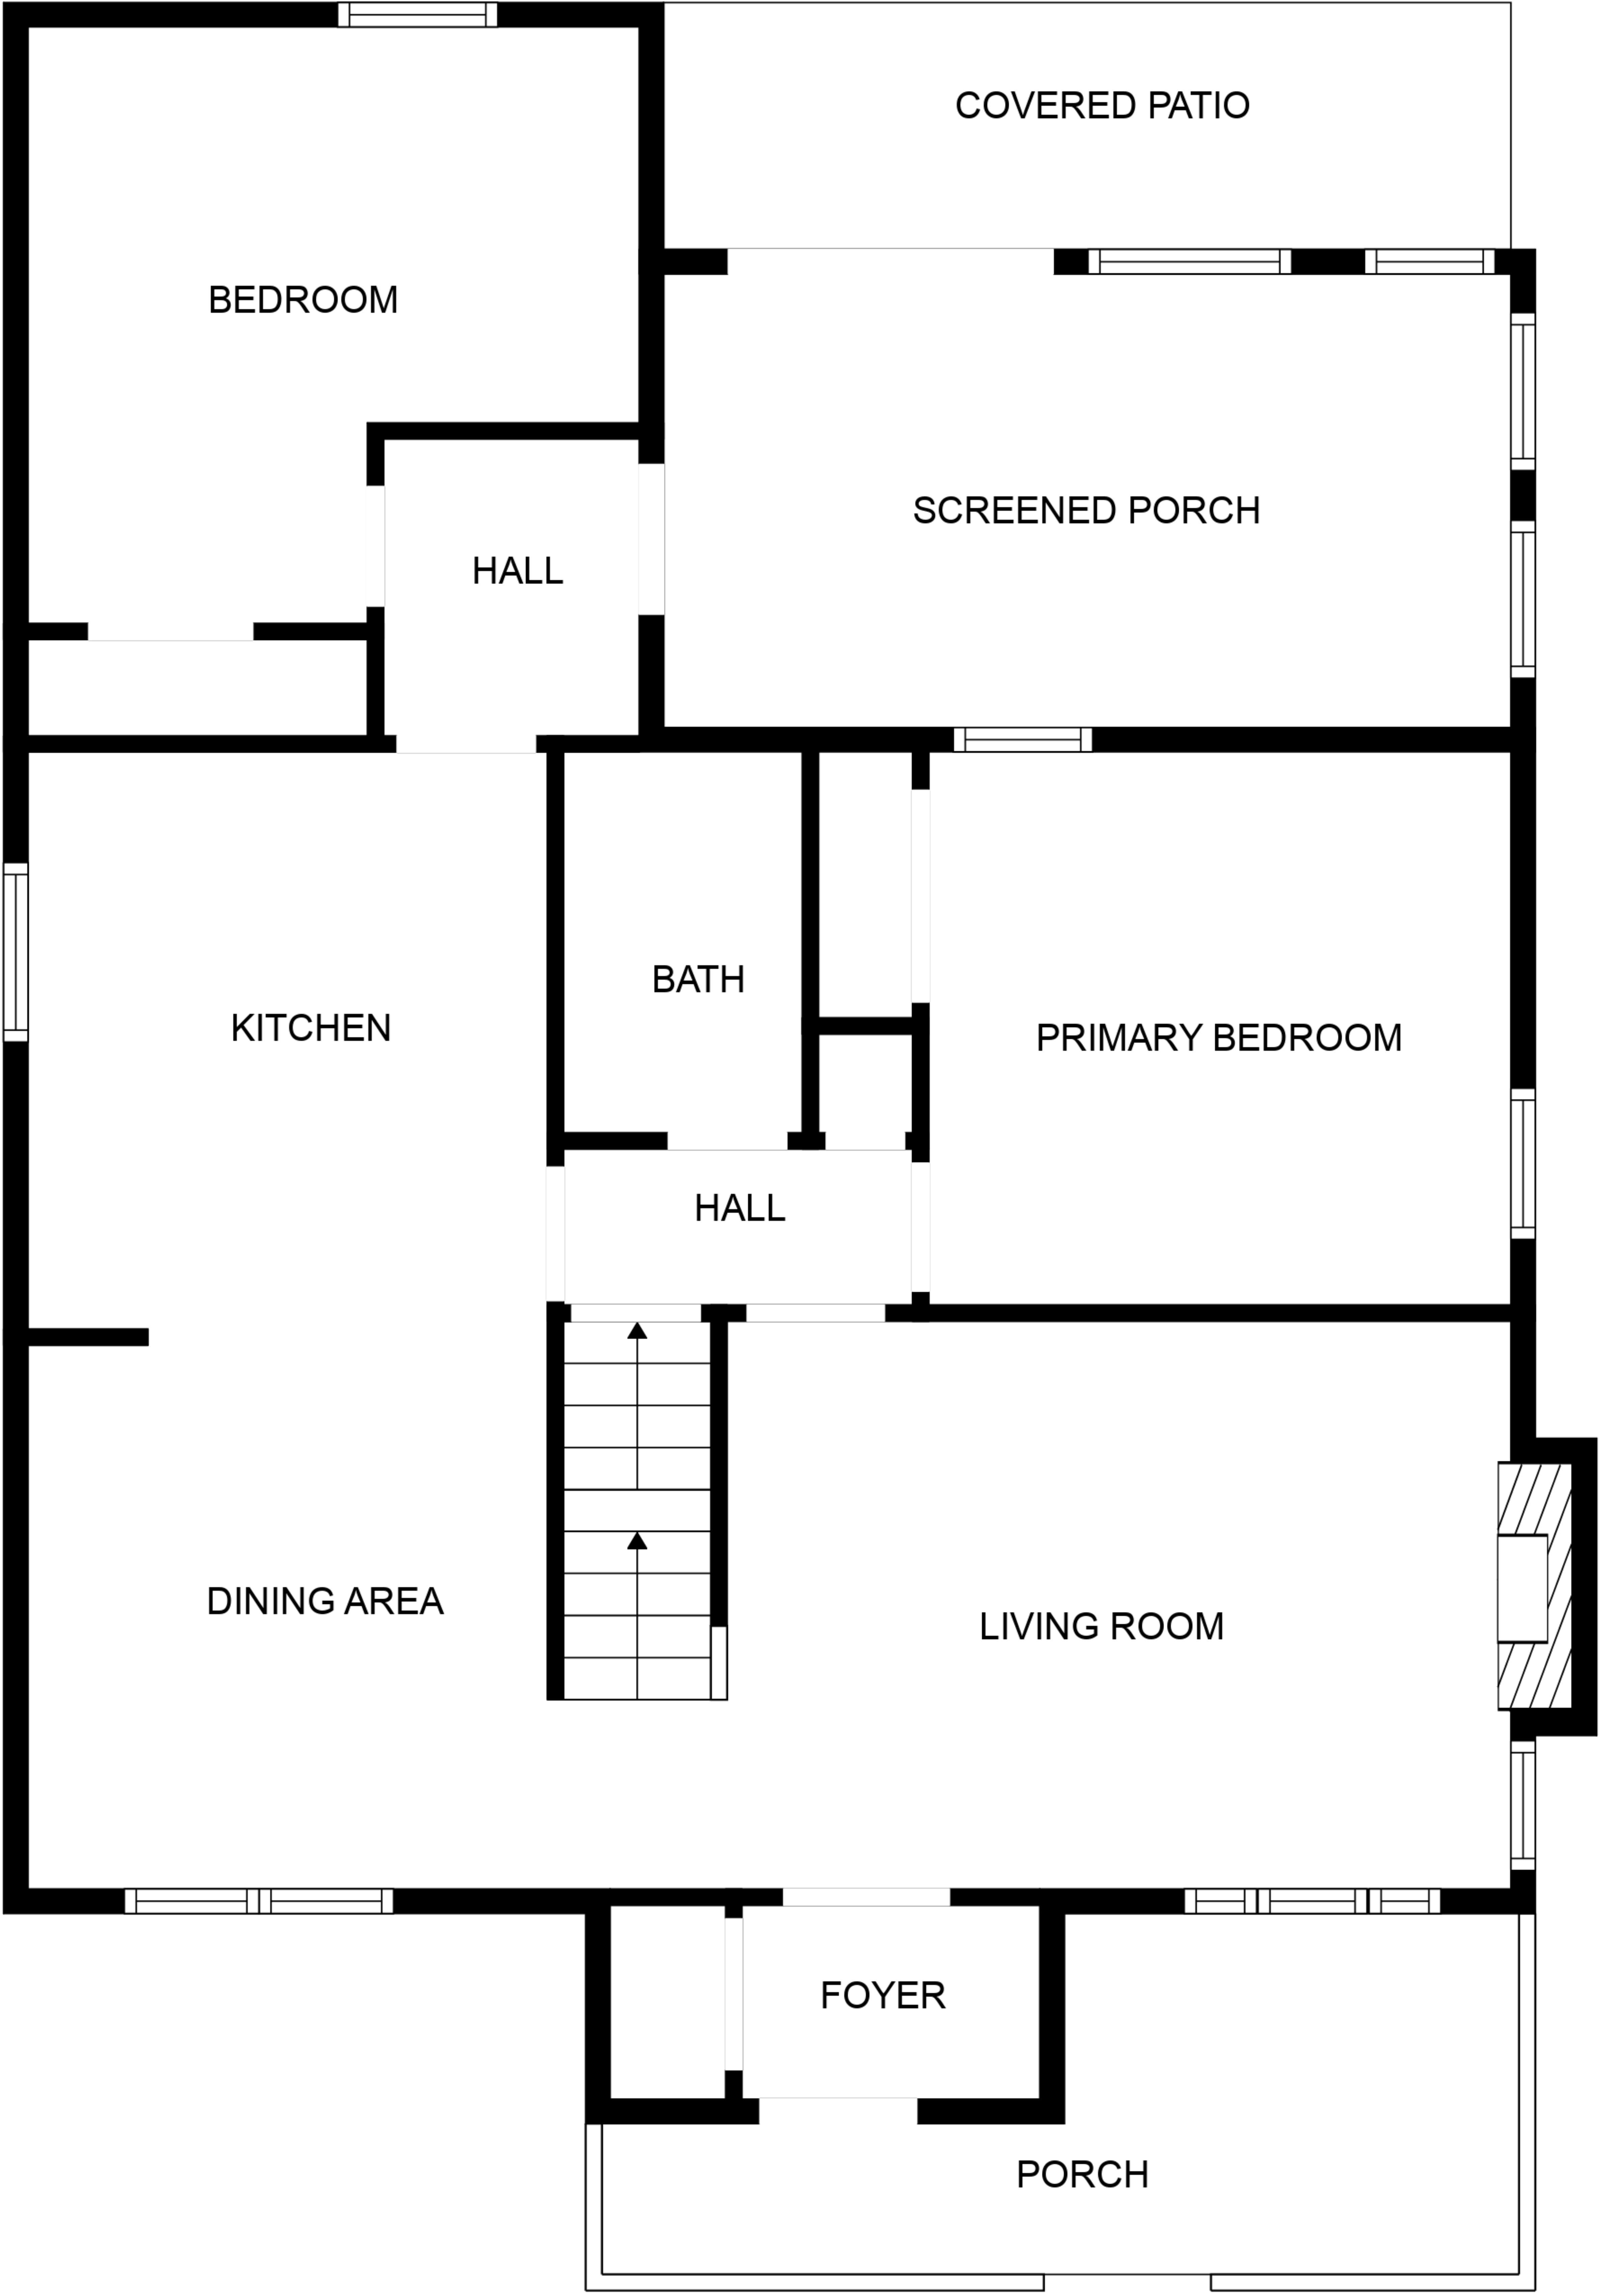 COVERED PATIO
BEDROOM
SCREENED PORCH
HALL
BATH
KITCHEN
PRIMARY BEDROOM
HALL
DINING AREA
LIVING ROOM
FOYER
PORCH